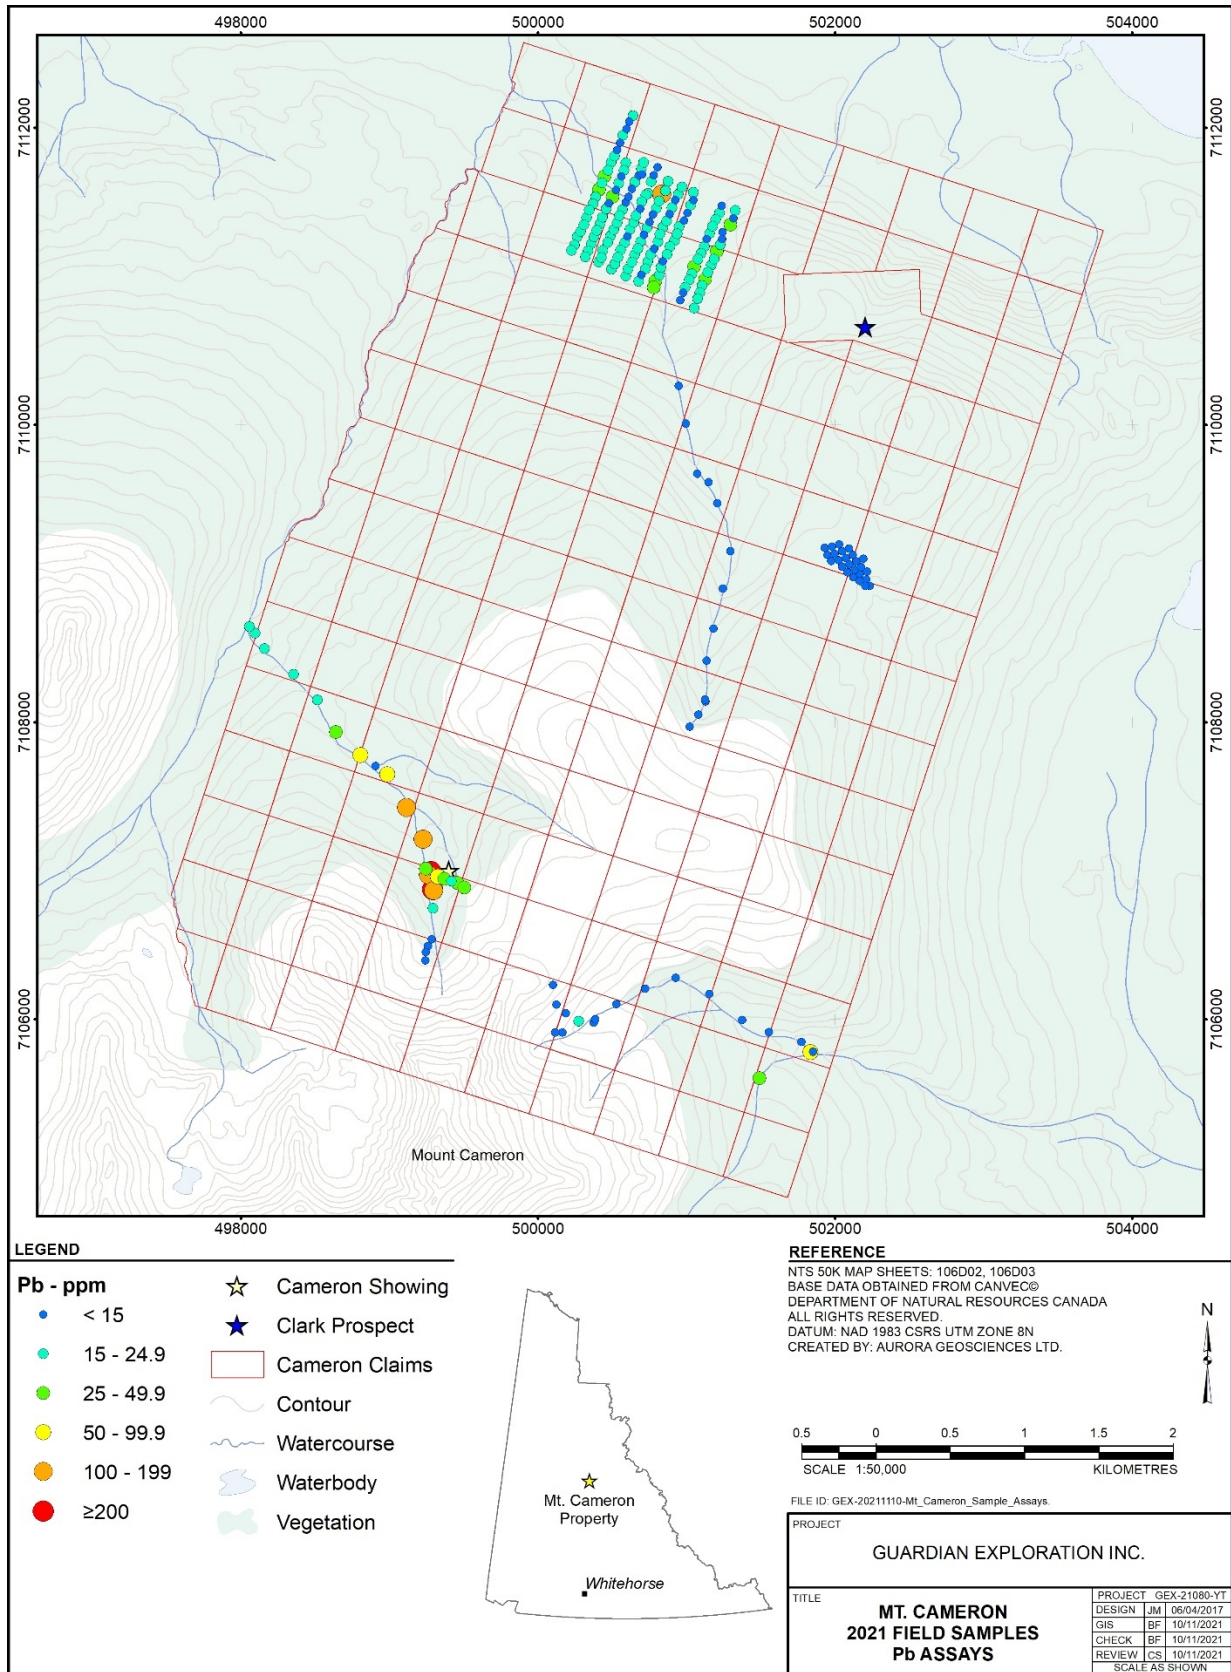 498000 500000 502000 504000
7112000 7112000
7110000 7110000
7108000 7108000
7106000 7106000
Mount Cameron
498000 500000 502000 504000
LEGEND
Pb - ppm
< 15
15 - 24.9
25 - 49.9
50 - 99.9
100 - 199
≥200
Cameron Showing
Clark Prospect
Cameron Claims
Contour
Watercourse
Waterbody
Vegetation
Mt. Cameron
Property
Whitehorse
REFERENCE
NTS 50K MAP SHEETS: 106D02, 106D03
BASE DATA OBTAINED FROM CANVEC©
DEPARTMENT OF NATURAL RESOURCES CANADA
ALL RIGHTS RESERVED.
DATUM: NAD 1983 CSRS UTM ZONE 8N
CREATED BY: AURORA GEOSCIENCES LTD.
N
0.5 0 0.5 1 1.5 2
SCALE 1:50,000 KILOMETRES
FILE ID: GEX-20211110-Mt_Cameron_Sample_Assays.
PROJECT
GUARDIAN EXPLORATION INC.
TITLE
MT. CAMERON
2021 FIELD SAMPLES
Pb ASSAYS
PROJECT GEX-21080-YT
DESIGN JM 06/04/2017
GIS BF 10/11/2021
CHECK BF 10/11/2021
REVIEW CS 10/11/2021
SCALE AS SHOWN